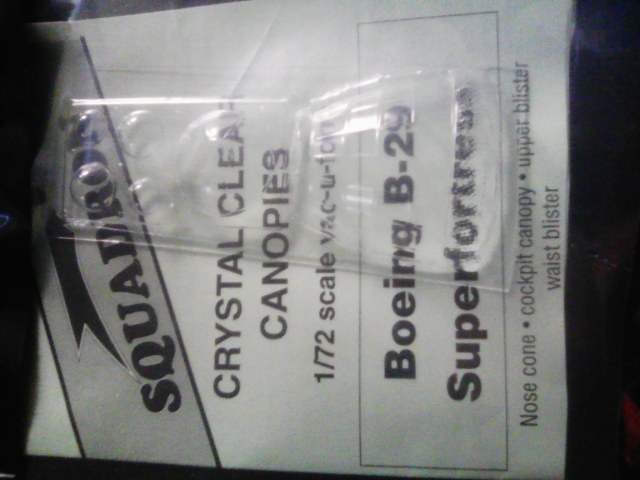 SQUADRON
CRYSTAL CLEAR
CANOPIES
1/72 scale vac-u-form
Boeing B-29
Superfortress
Nose cone • cockpit canopy • upper blister
waist blister